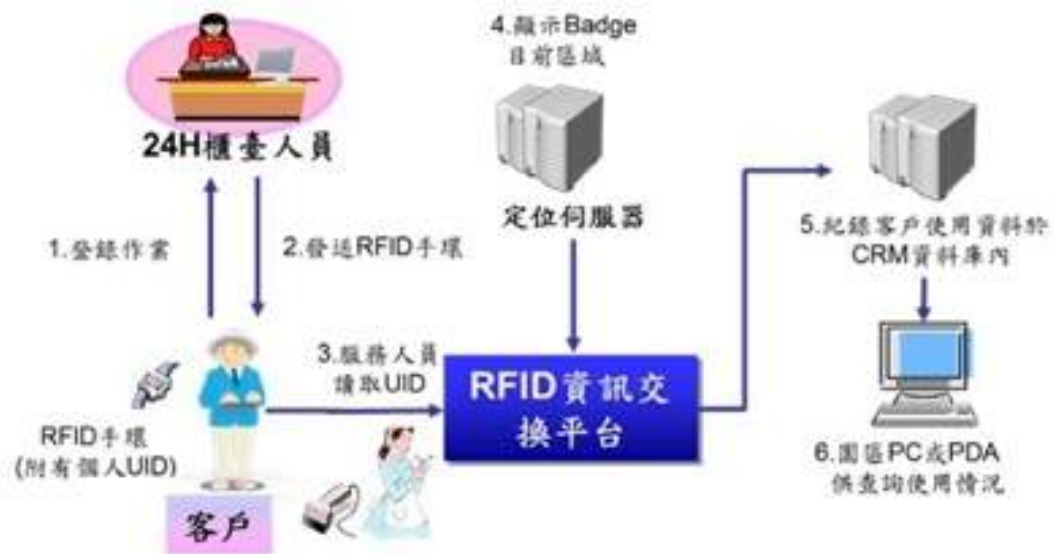 24H櫃臺人員
1.登錄作業
2.發送RFID手環
4.顯示Badge
目前區域
定位伺服器
3.服務人員
讀取UID
RFID手環
(附有個人UID)
客戶
RFID資訊交
換平台
5.紀錄客戶使用資料於
CRM資料庫內
6.園區PC或PDA
供查詢使用情況